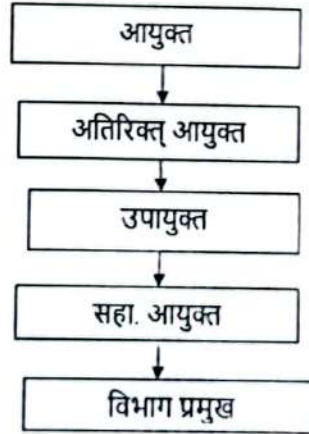 आयुक्त
अतिरिक्त् आयुक्त
उपायुक्त
सहा. आयुक्त
विभाग प्रमुख